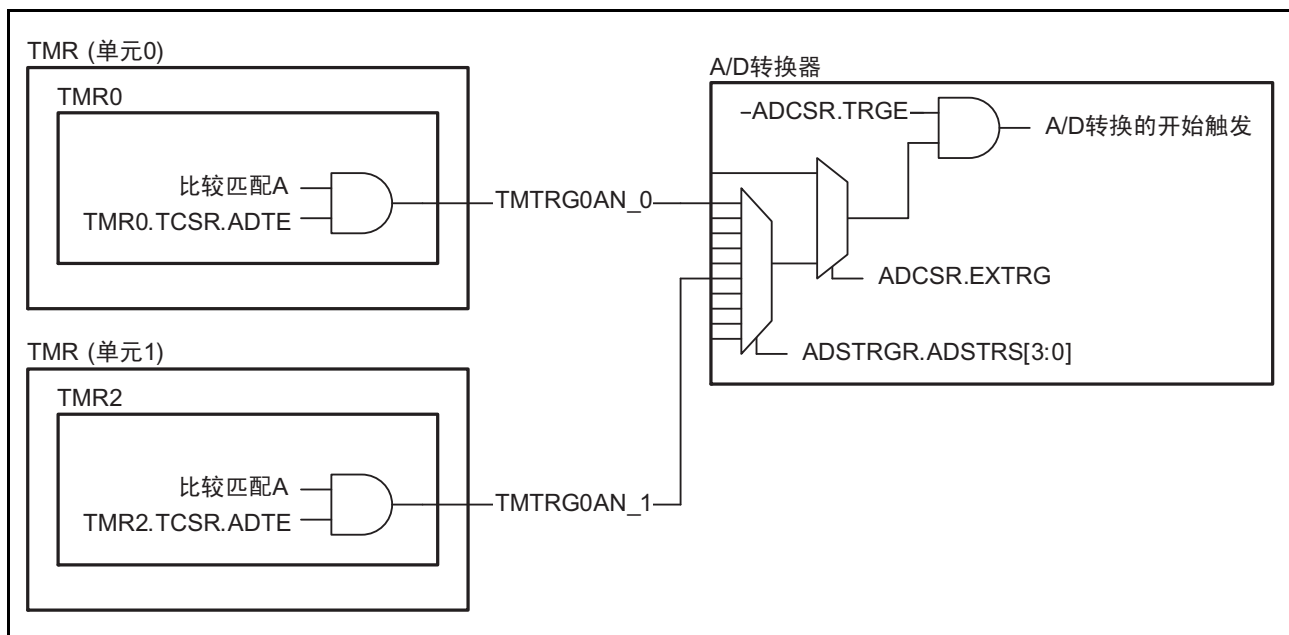 TMR (单元0)
TMR0
比较匹配A
TMR0.TCSR.ADTE
TMTRG0AN_0
A/D转换器
–ADCSR.TRGE
A/D转换的开始触发
ADCSR.EXTRG
ADSTRGR.ADSTRS[3:0]
TMR (单元1)
TMR2
比较匹配A
TMR2.TCSR.ADTE
TMTRG0AN_1